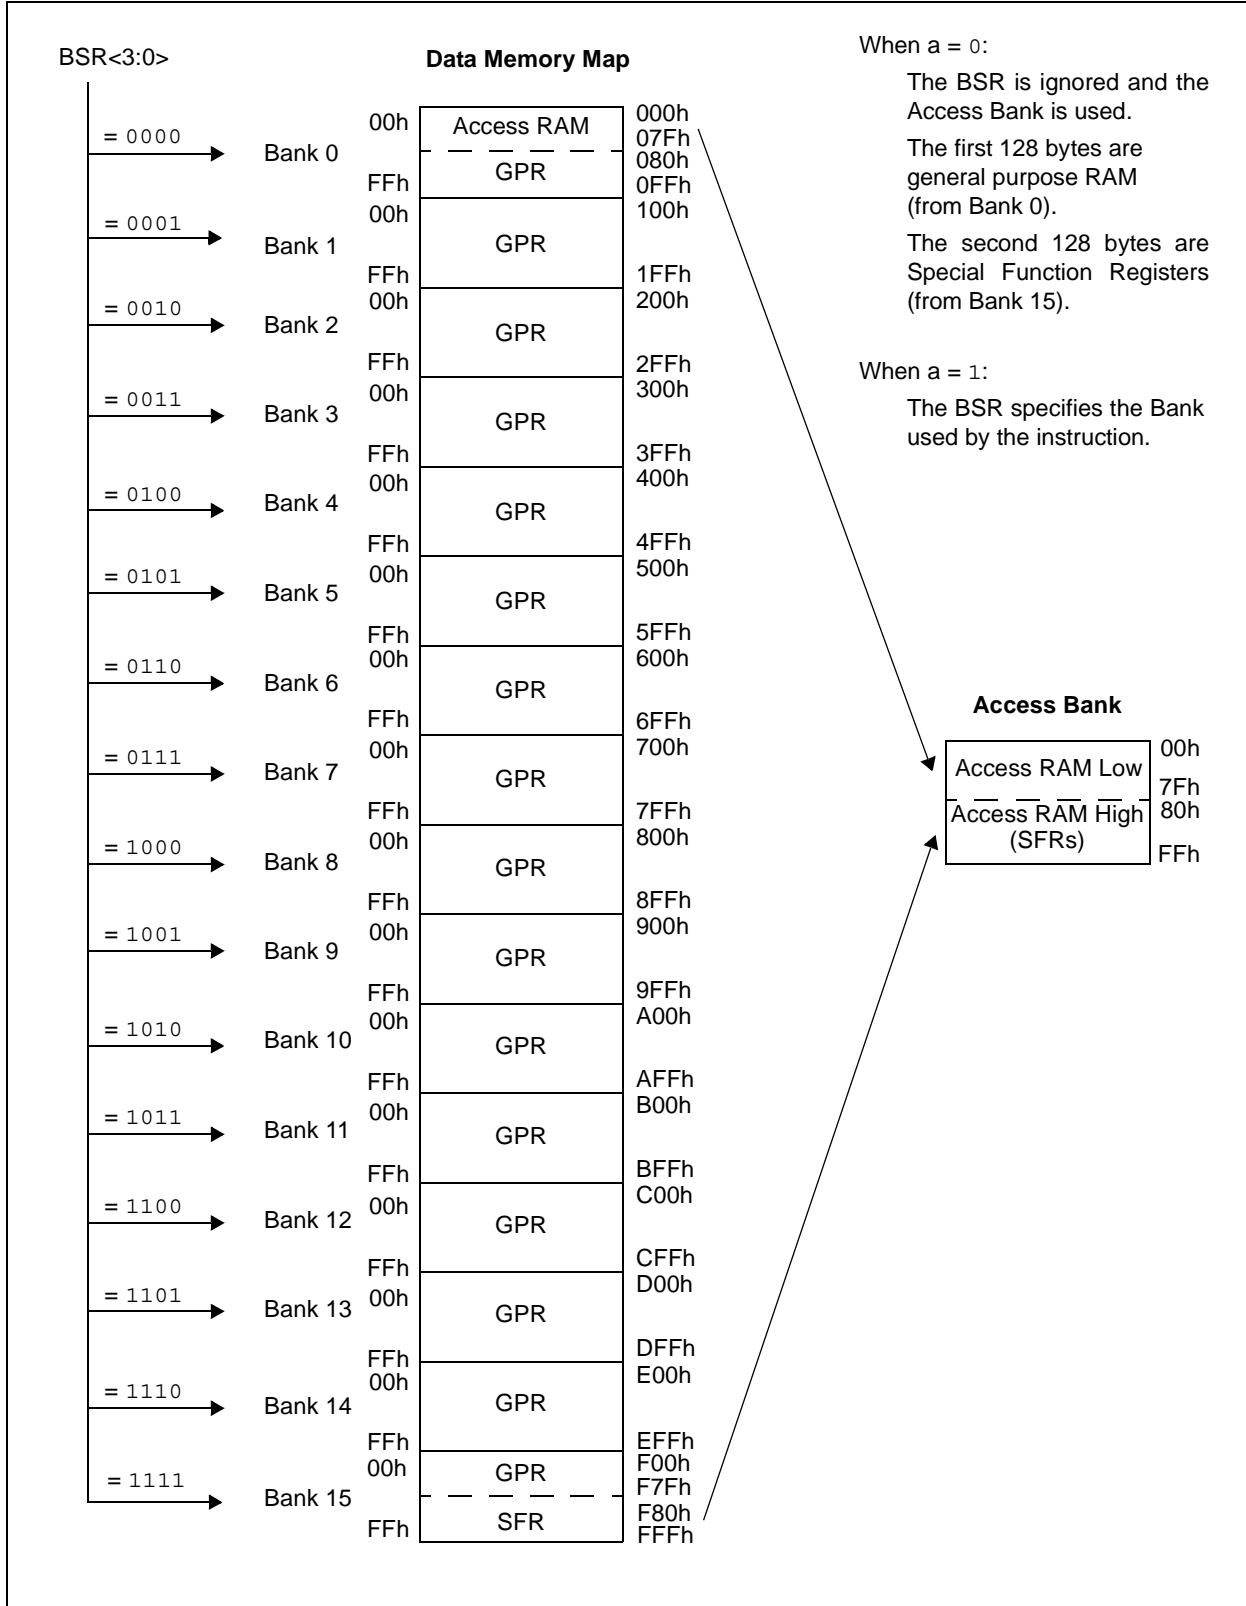 BSR<3:0>
Data Memory Map
When a = 0:
The BSR is ignored and the
Access Bank is used.
The first 128 bytes are
general purpose RAM
(from Bank 0).
The second 128 bytes are
Special Function Registers
(from Bank 15).
When a = 1:
The BSR specifies the Bank
used by the instruction.
= 0000
Bank 0
00h
FFh
Access RAM
GPR
000h
07Fh
080h
0FFh
= 0001
Bank 1
00h
FFh
GPR
100h
1FFh
= 0010
Bank 2
00h
FFh
GPR
200h
2FFh
= 0011
Bank 3
00h
FFh
GPR
300h
3FFh
= 0100
Bank 4
00h
FFh
GPR
400h
4FFh
= 0101
Bank 5
00h
FFh
GPR
500h
5FFh
= 0110
Bank 6
00h
FFh
GPR
600h
6FFh
= 0111
Bank 7
00h
FFh
GPR
700h
7FFh
= 1000
Bank 8
00h
FFh
GPR
800h
8FFh
= 1001
Bank 9
00h
FFh
GPR
900h
9FFh
= 1010
Bank 10
00h
FFh
GPR
A00h
AFFh
= 1011
Bank 11
00h
FFh
GPR
B00h
BFFh
= 1100
Bank 12
00h
FFh
GPR
C00h
CFFh
= 1101
Bank 13
00h
FFh
GPR
D00h
DFFh
= 1110
Bank 14
00h
FFh
GPR
E00h
EFFh
= 1111
Bank 15
00h
FFh
GPR
SFR
F00h
F7Fh
F80h
FFFh
Access Bank
Access RAM Low
Access RAM High
(SFRs)
00h
7Fh
80h
FFh